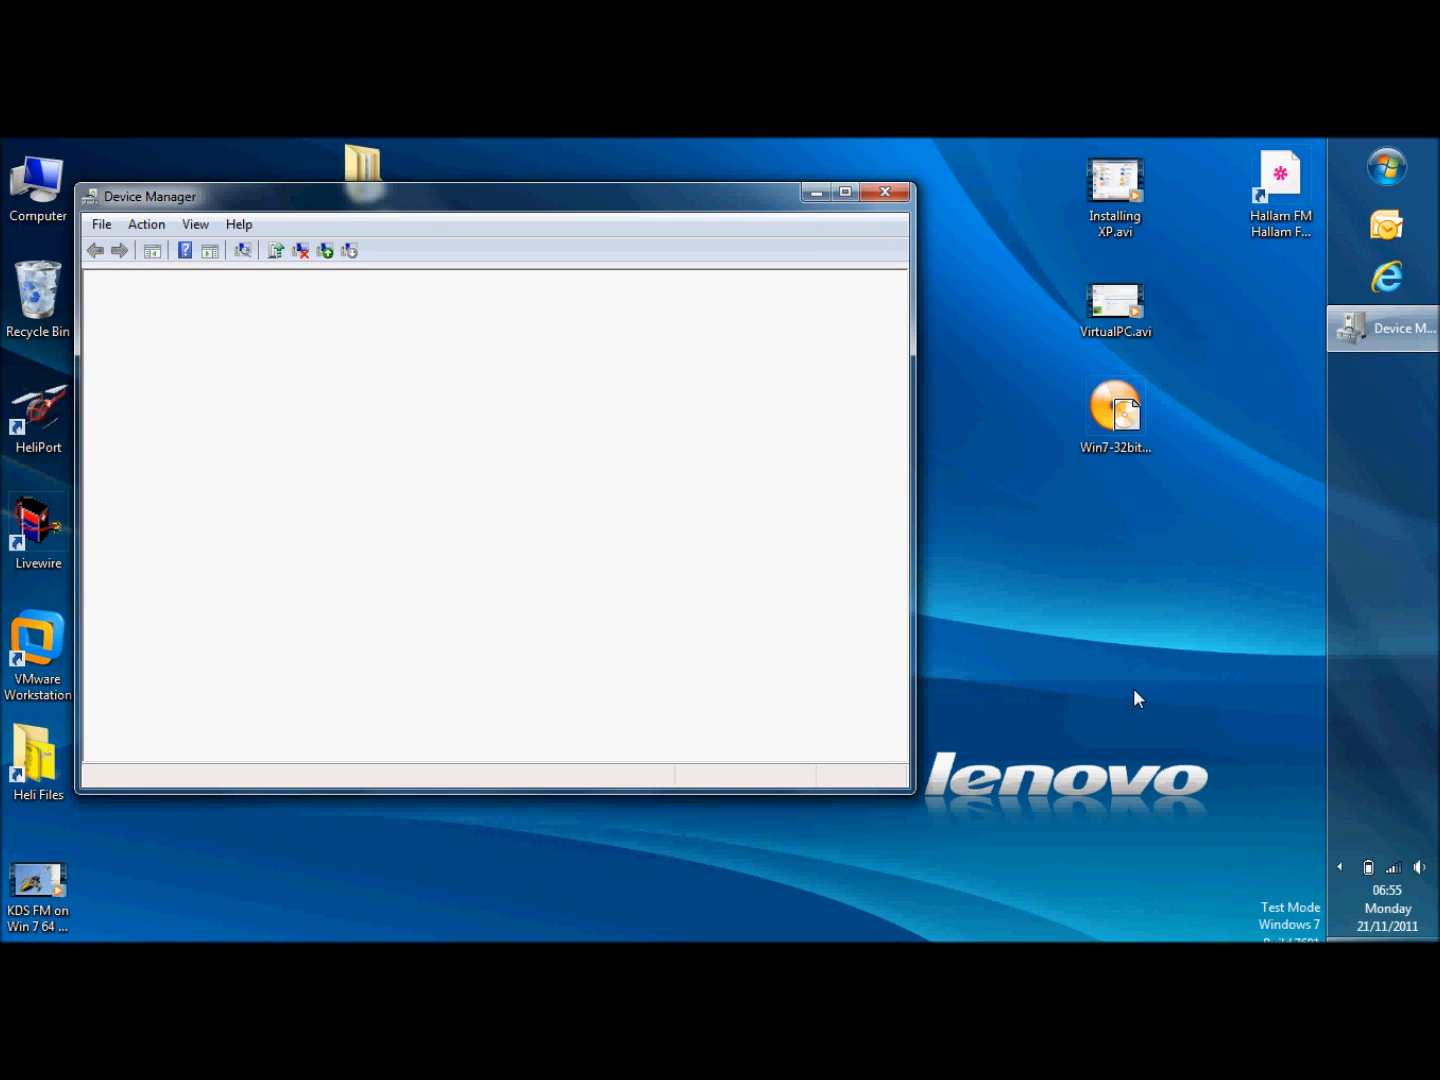 Computer
Recycle Bin
HeliPort
Livewire
VMware
Workstation
Heli Files
KDS FM on
Win 7 64 ...
Device Manager
File Action View Help
Installing
XP.avi
VirtualPC.avi
Win7-32bit...
Hallam FM
Hallam F...
Device M...
lenovo
Test Mode
Windows 7
Build 7601
06:55
Monday
21/11/2011